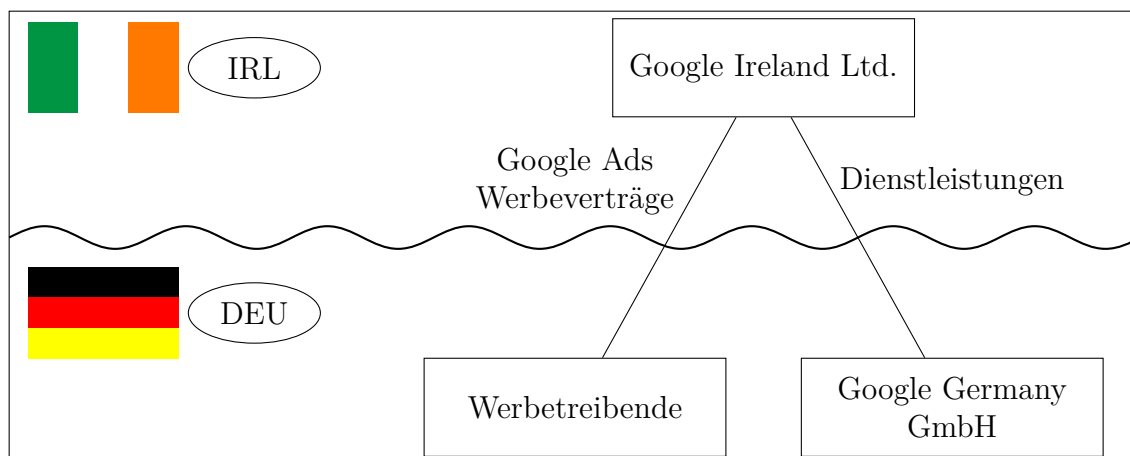 IRL
Google Ireland Ltd.
Google Ads
Werbeverträge
Dienstleistungen
DEU
Werbetreibende
Google Germany
GmbH